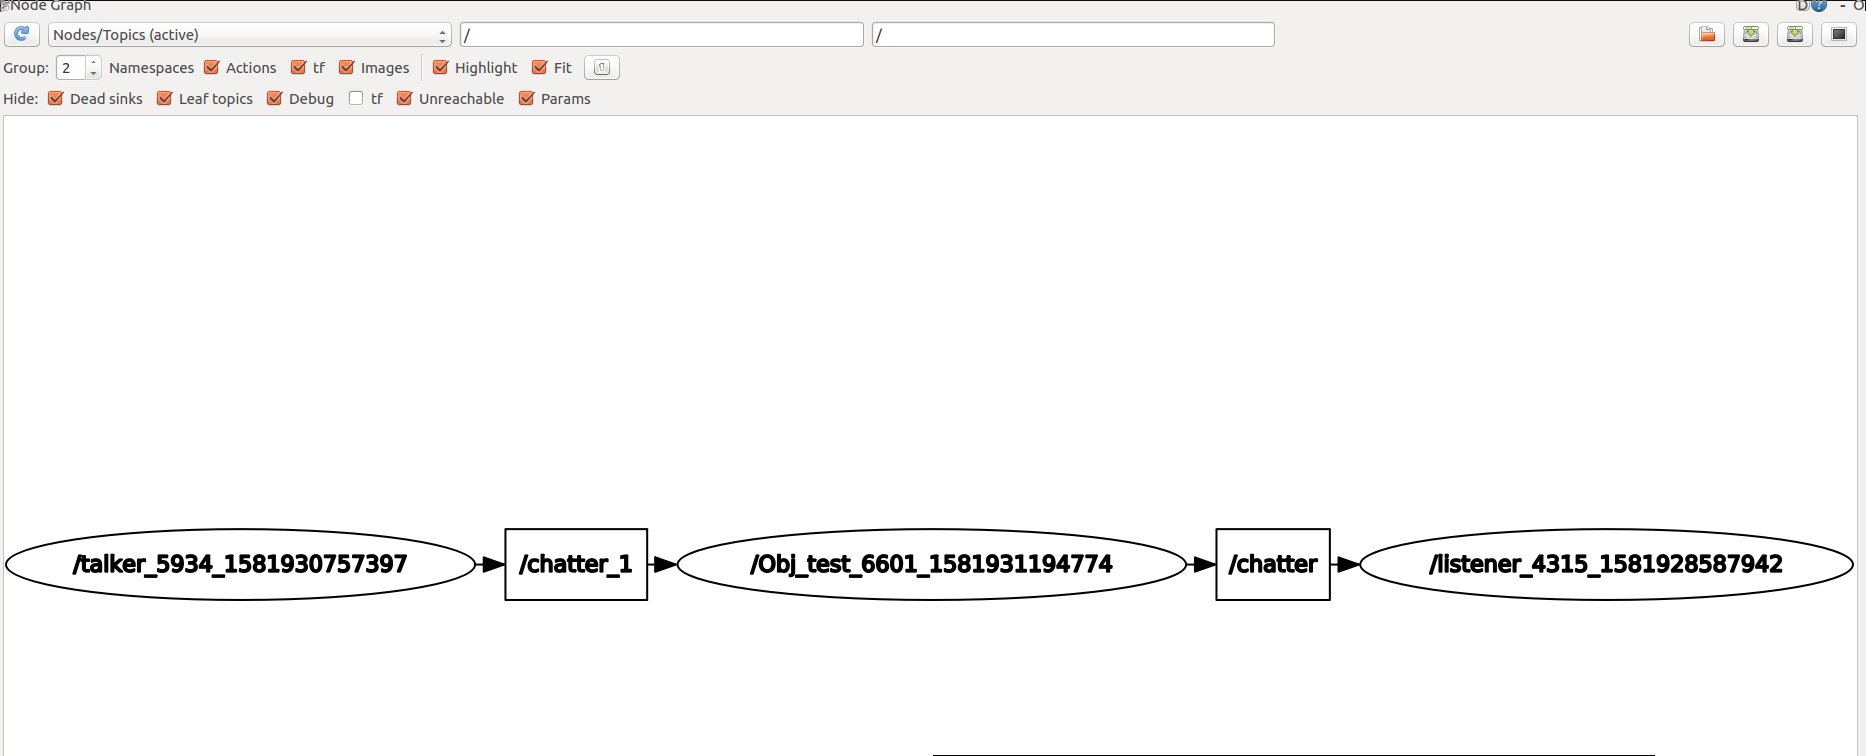 Node Graph
Nodes/Topics (active) / /
Group: 2 Namespaces Actions tf Images Highlight Fit
Hide: Dead sinks Leaf topics Debug tf Unreachable Params
/talker_5934_1581930757397 /chatter_1 /Obj_test_6601_1581931194774 /chatter /listener_4315_1581928587942